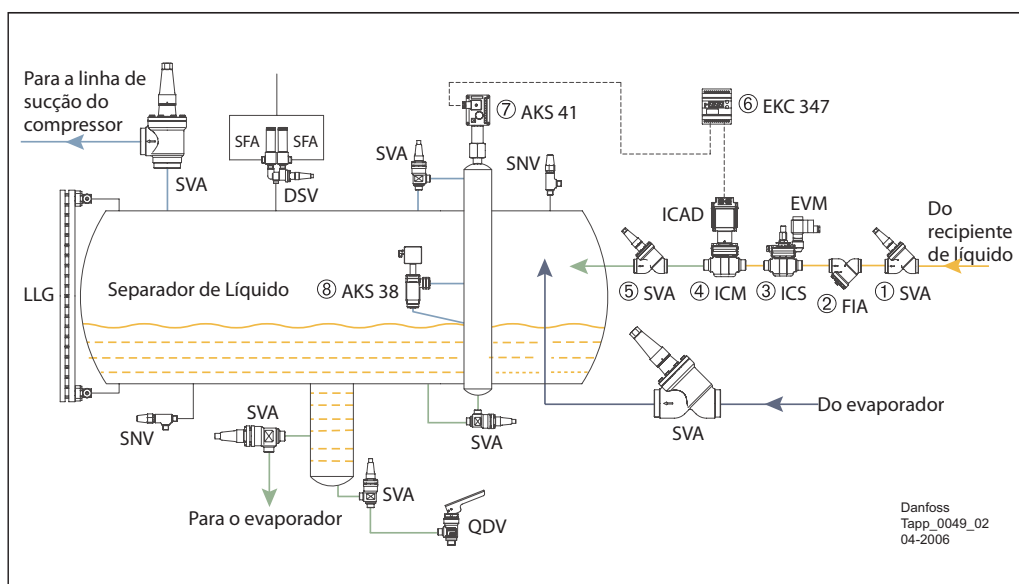 Para a linha de
sucção do
compressor
SVA
SFA
SFA
DSV
SVA
⑦ AKS 41
SNV
⑥ EKC 347
ICAD
EVM
Do
recipiente
de líquido
⑤ SVA
④ ICM
③ ICS
② FIA
① SVA
LLG
Separador de Líquido
⑧ AKS 38
SNV
SVA
SVA
SVA
Do evaporador
Para o evaporador
SVA
QDV
Danfoss
Tapp_0049_02
04-2006